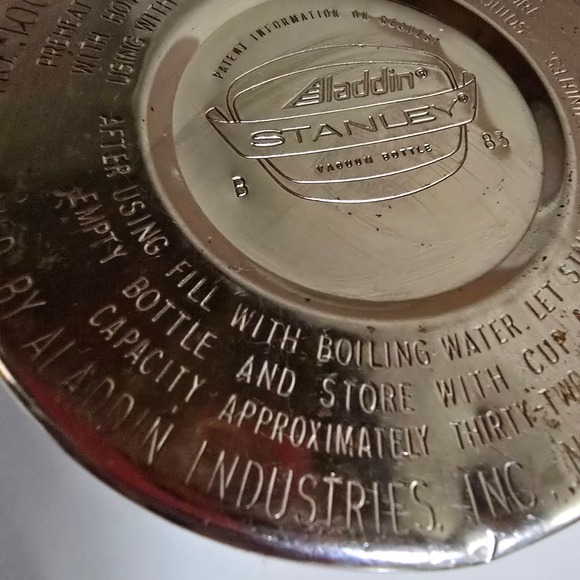 PATENT INFORMATION ON REQUEST
Aladdin®
STANLEY®
VACUUM BOTTLE
B 83
PREHEAT
WITH
USING WITH
AFTER USING, FILL WITH BOILING WATER. LET
EMPTY BOTTLE AND STORE WITH CUP
CAPACITY APPROXIMATELY THIRTY-TWO
BY ALADDIN INDUSTRIES, INC.